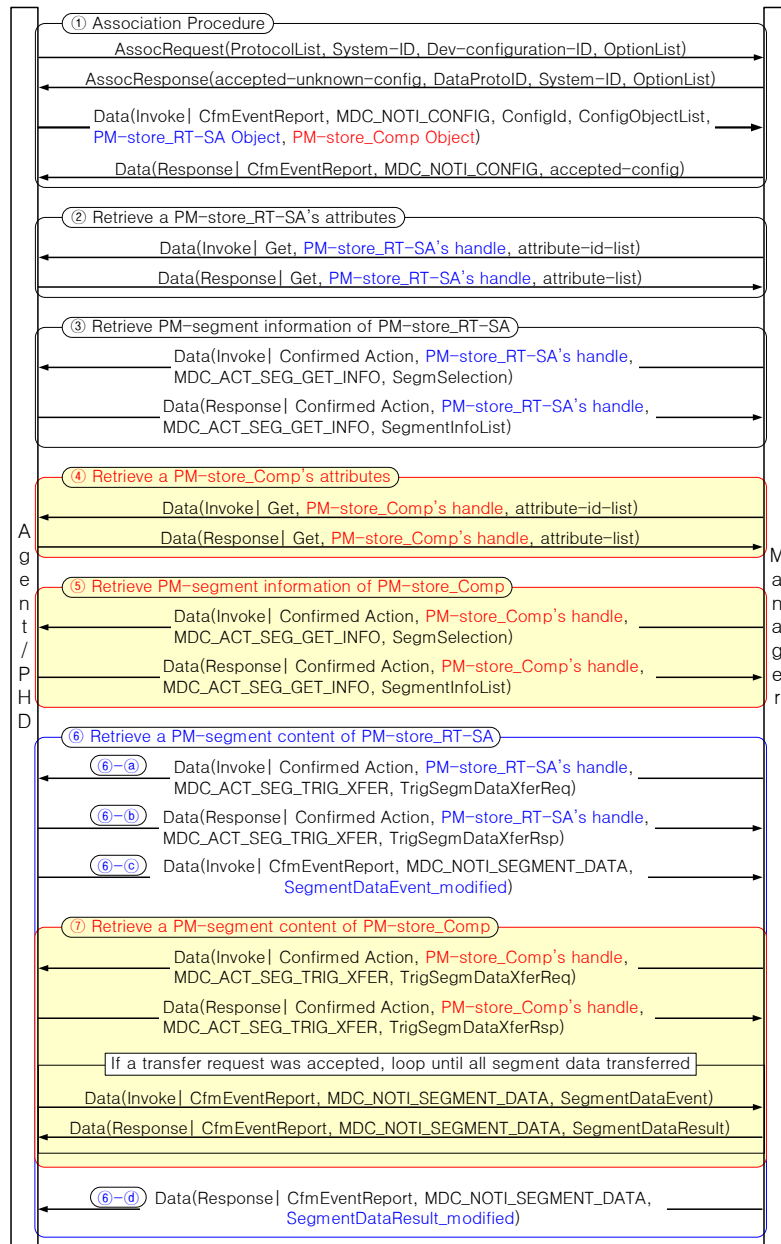 ① Association Procedure
AssocRequest(ProtocolList, System-ID, Dev-configuration-ID, OptionList)
AssocResponse(accepted-unknown-config, DataProtoID, System-ID, OptionList)
Data(Invoke| CfmEventReport, MDC_NOTI_CONFIG, ConfigId, ConfigObjectList,
PM-store_RT-SA Object, PM-store_Comp Object)
Data(Response| CfmEventReport, MDC_NOTI_CONFIG, accepted-config)
② Retrieve a PM-store_RT-SA's attributes
Data(Invoke| Get, PM-store_RT-SA's handle, attribute-id-list)
Data(Response| Get, PM-store_RT-SA's handle, attribute-list)
③ Retrieve PM-segment information of PM-store_RT-SA
Data(Invoke| Confirmed Action, PM-store_RT-SA's handle,
MDC_ACT_SEG_GET_INFO, SegmSelection)
Data(Response| Confirmed Action, PM-store_RT-SA's handle,
MDC_ACT_SEG_GET_INFO, SegmentInfoList)
④ Retrieve a PM-store_Comp's attributes
Data(Invoke| Get, PM-store_Comp's handle, attribute-id-list)
Data(Response| Get, PM-store_Comp's handle, attribute-list)
Agent/PHD
Manager
⑤ Retrieve PM-segment information of PM-store_Comp
Data(Invoke| Confirmed Action, PM-store_Comp's handle,
MDC_ACT_SEG_GET_INFO, SegmSelection)
Data(Response| Confirmed Action, PM-store_Comp's handle,
MDC_ACT_SEG_GET_INFO, SegmentInfoList)
⑥ Retrieve a PM-segment content of PM-store_RT-SA
⑥-ⓐ Data(Invoke| Confirmed Action, PM-store_RT-SA's handle,
MDC_ACT_SEG_TRIG_XFER, TrigSegmDataXferReq)
⑥-ⓑ Data(Response| Confirmed Action, PM-store_RT-SA's handle,
MDC_ACT_SEG_TRIG_XFER, TrigSegmDataXferRsp)
⑥-ⓒ Data(Invoke| CfmEventReport, MDC_NOTI_SEGMENT_DATA,
SegmentDataEvent_modified)
⑦ Retrieve a PM-segment content of PM-store_Comp
Data(Invoke| Confirmed Action, PM-store_Comp's handle,
MDC_ACT_SEG_TRIG_XFER, TrigSegmDataXferReq)
Data(Response| Confirmed Action, PM-store_Comp's handle,
MDC_ACT_SEG_TRIG_XFER, TrigSegmDataXferRsp)
If a transfer request was accepted, loop until all segment data transferred
Data(Invoke| CfmEventReport, MDC_NOTI_SEGMENT_DATA, SegmentDataEvent)
Data(Response| CfmEventReport, MDC_NOTI_SEGMENT_DATA, SegmentDataResult)
⑥-ⓓ Data(Response| CfmEventReport, MDC_NOTI_SEGMENT_DATA,
SegmentDataResult_modified)